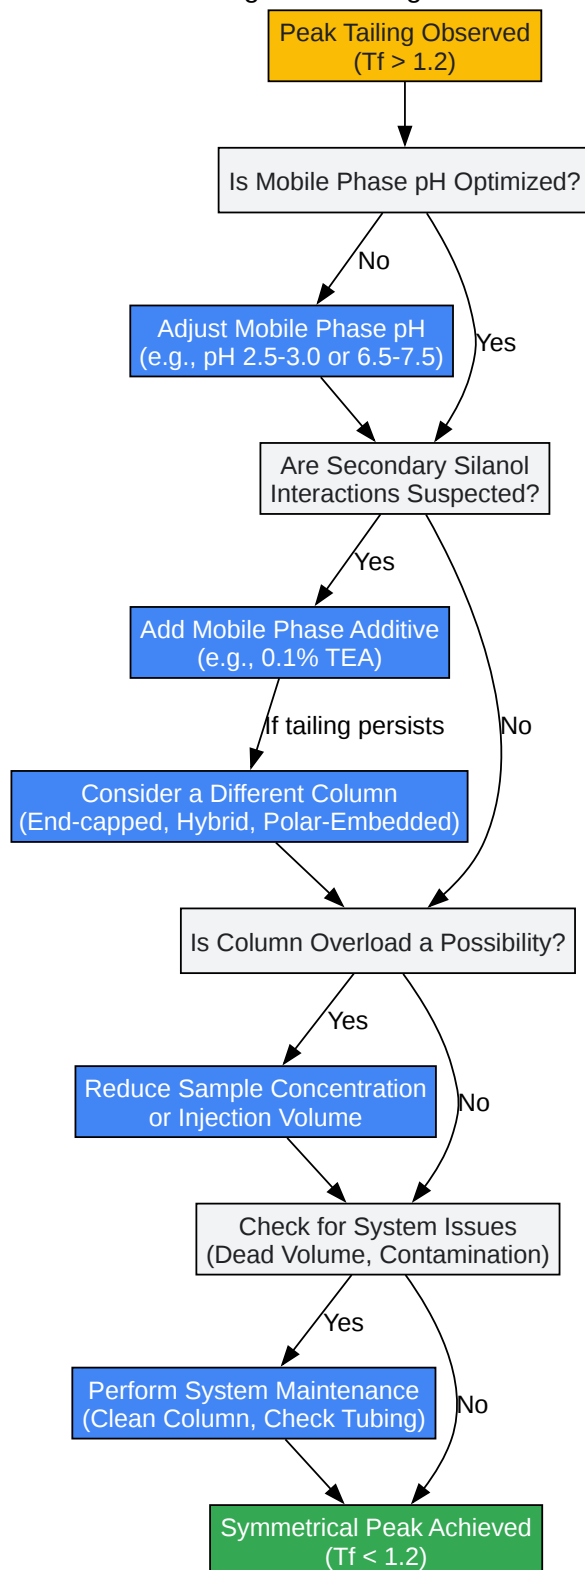 Peak Tailing Observed
(Tf > 1.2)
Is Mobile Phase pH Optimized?
No
Yes
Adjust Mobile Phase pH
(e.g., pH 2.5-3.0 or 6.5-7.5)
Are Secondary Silanol
Interactions Suspected?
Yes
No
Add Mobile Phase Additive
(e.g., 0.1% TEA)
If tailing persists
Consider a Different Column
(End-capped, Hybrid, Polar-Embedded)
Is Column Overload a Possibility?
Yes
No
Reduce Sample Concentration
or Injection Volume
Check for System Issues
(Dead Volume, Contamination)
Yes
No
Perform System Maintenance
(Clean Column, Check Tubing)
Symmetrical Peak Achieved
(Tf < 1.2)